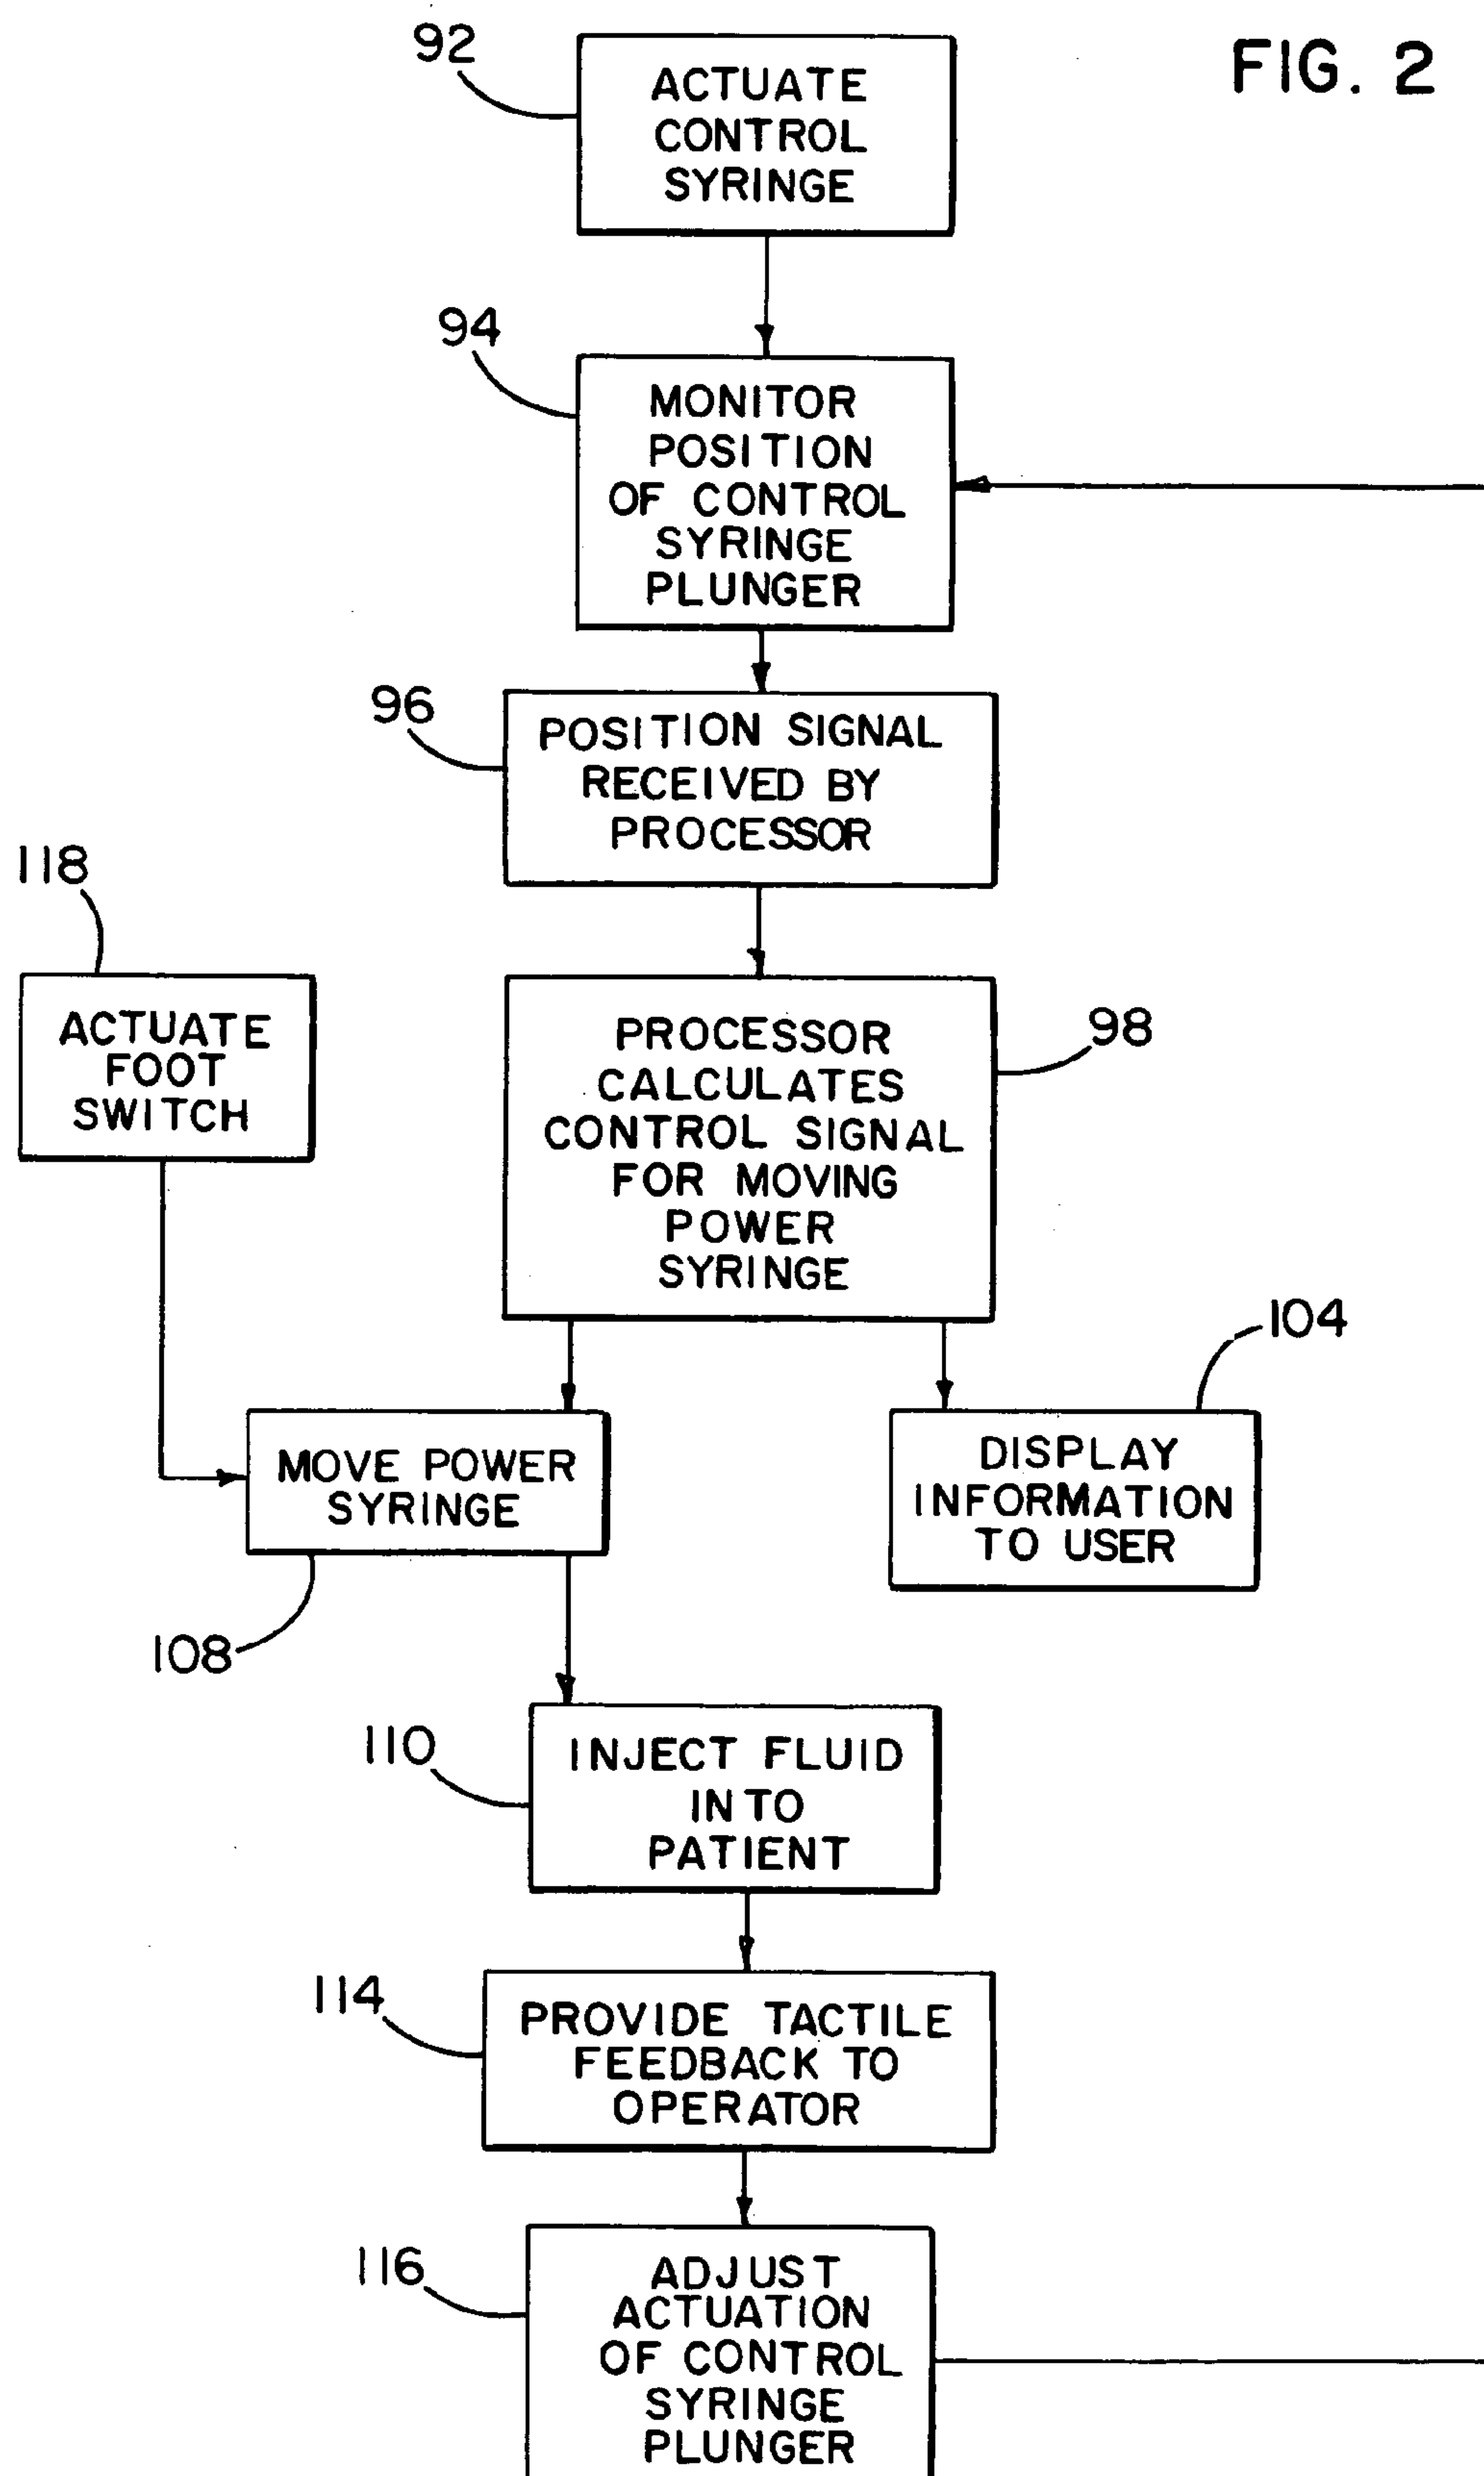 FIG. 2
92
ACTUATE
CONTROL
SYRINGE
94
MONITOR
POSITION
OF CONTROL
SYRINGE
PLUNGER
96
POSITION SIGNAL
RECEIVED BY
PROCESSOR
118
ACTUATE
FOOT
SWITCH
98
PROCESSOR
CALCULATES
CONTROL SIGNAL
FOR MOVING
POWER
SYRINGE
104
MOVE POWER
SYRINGE
108
DISPLAY
INFORMATION
TO USER
110
INJECT FLUID
INTO
PATIENT
114
PROVIDE TACTILE
FEEDBACK TO
OPERATOR
116
ADJUST
ACTUATION
OF CONTROL
SYRINGE
PLUNGER